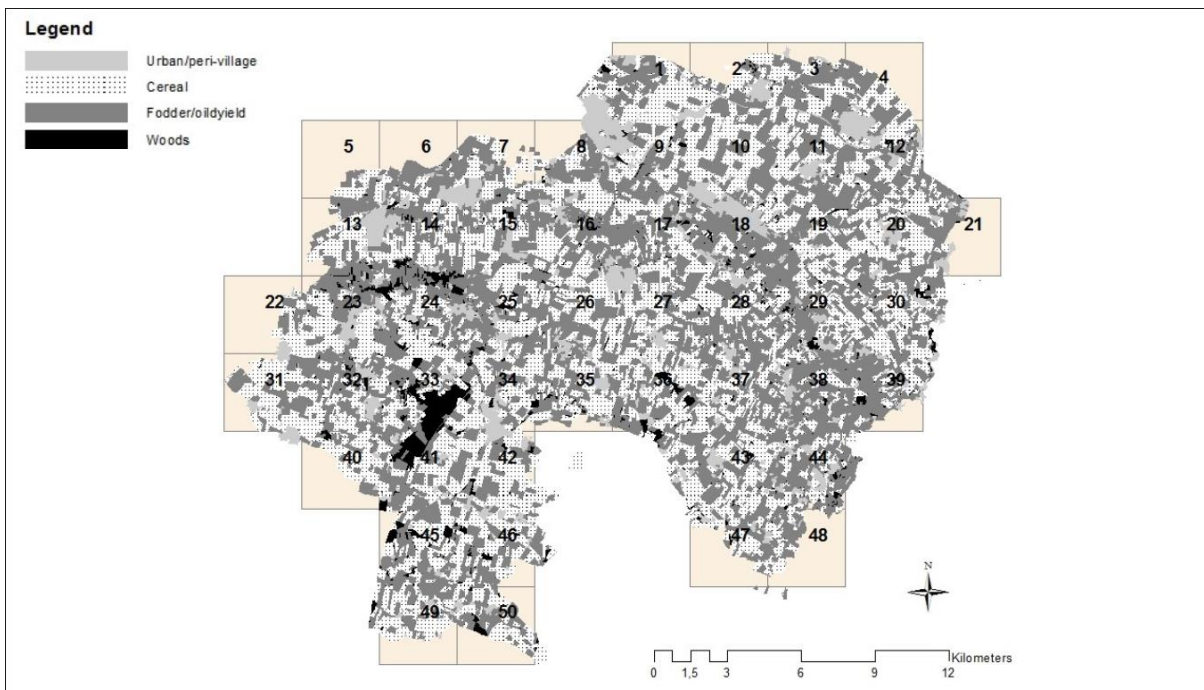 Legend
Urban/peri-village
Cereal
Fodder/oildyield
Woods
1 2 3 4
5 6 7 8 9 10 11 12
13 14 15 16 17 18 19 20 21
22 23 24 25 26 27 28 29 30
31 32 33 34 35 36 37 38 39
40 41 42 43 44
45 46 47 48
49 50
N
Kilometers
0 1,5 3 6 9 12